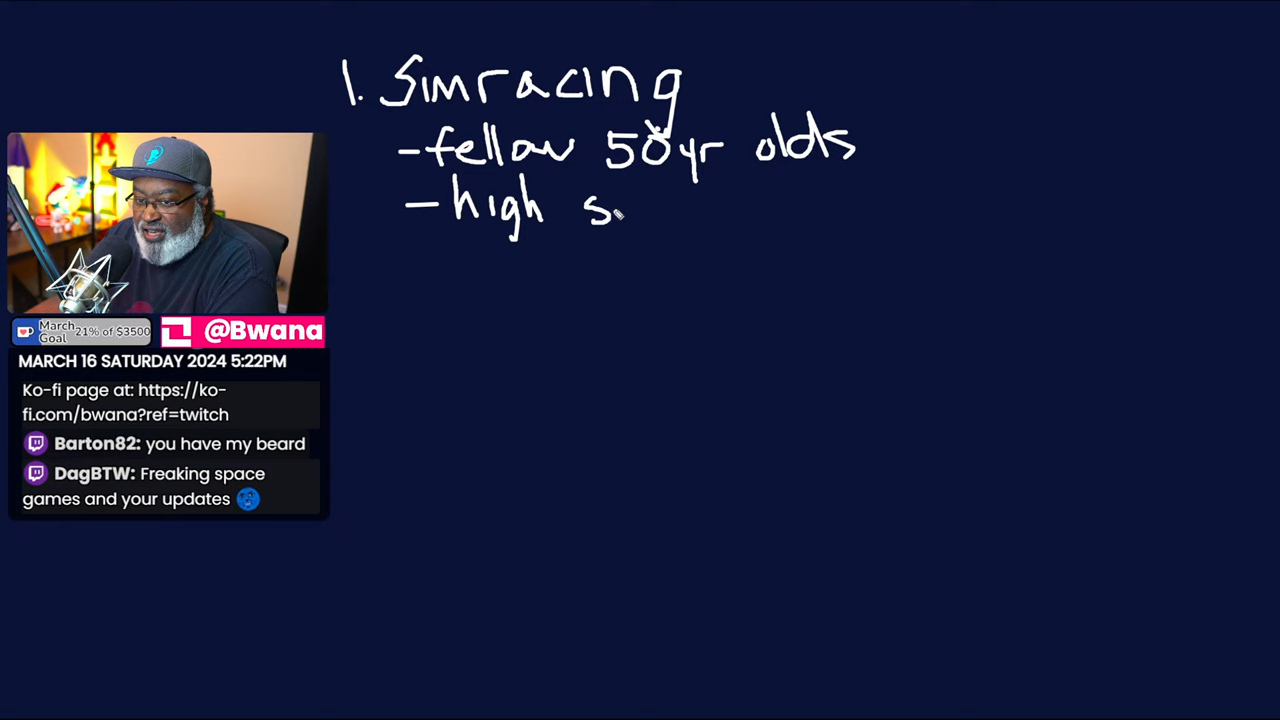 1. Simracing
-fellow 50yr olds
-high s
March Goal 21% of $3500
@Bwana
MARCH 16 SATURDAY 2024 5:22PM
Ko-fi page at: https://ko-
fi.com/bwana?ref=twitch
Barton82: you have my beard
DagBTW: Freaking space
games and your updates